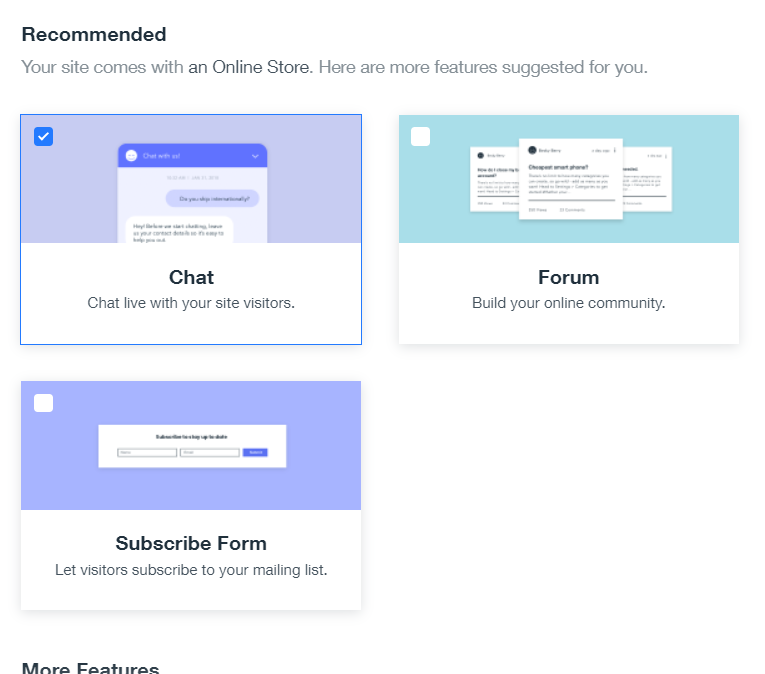 Recommended
Your site comes with an Online Store. Here are more features suggested for you.
Chat with us!
Do you ship internationally?
Hey! Before we start chatting, leave
us your contact details so it's easy to
help you out.
Chat
Chat live with your site visitors.
Cheapest smart phone?
Forum
Build your online community.
Subscribe to stay up to date
Name
Email
Submit
Subscribe Form
Let visitors subscribe to your mailing list.
More Features